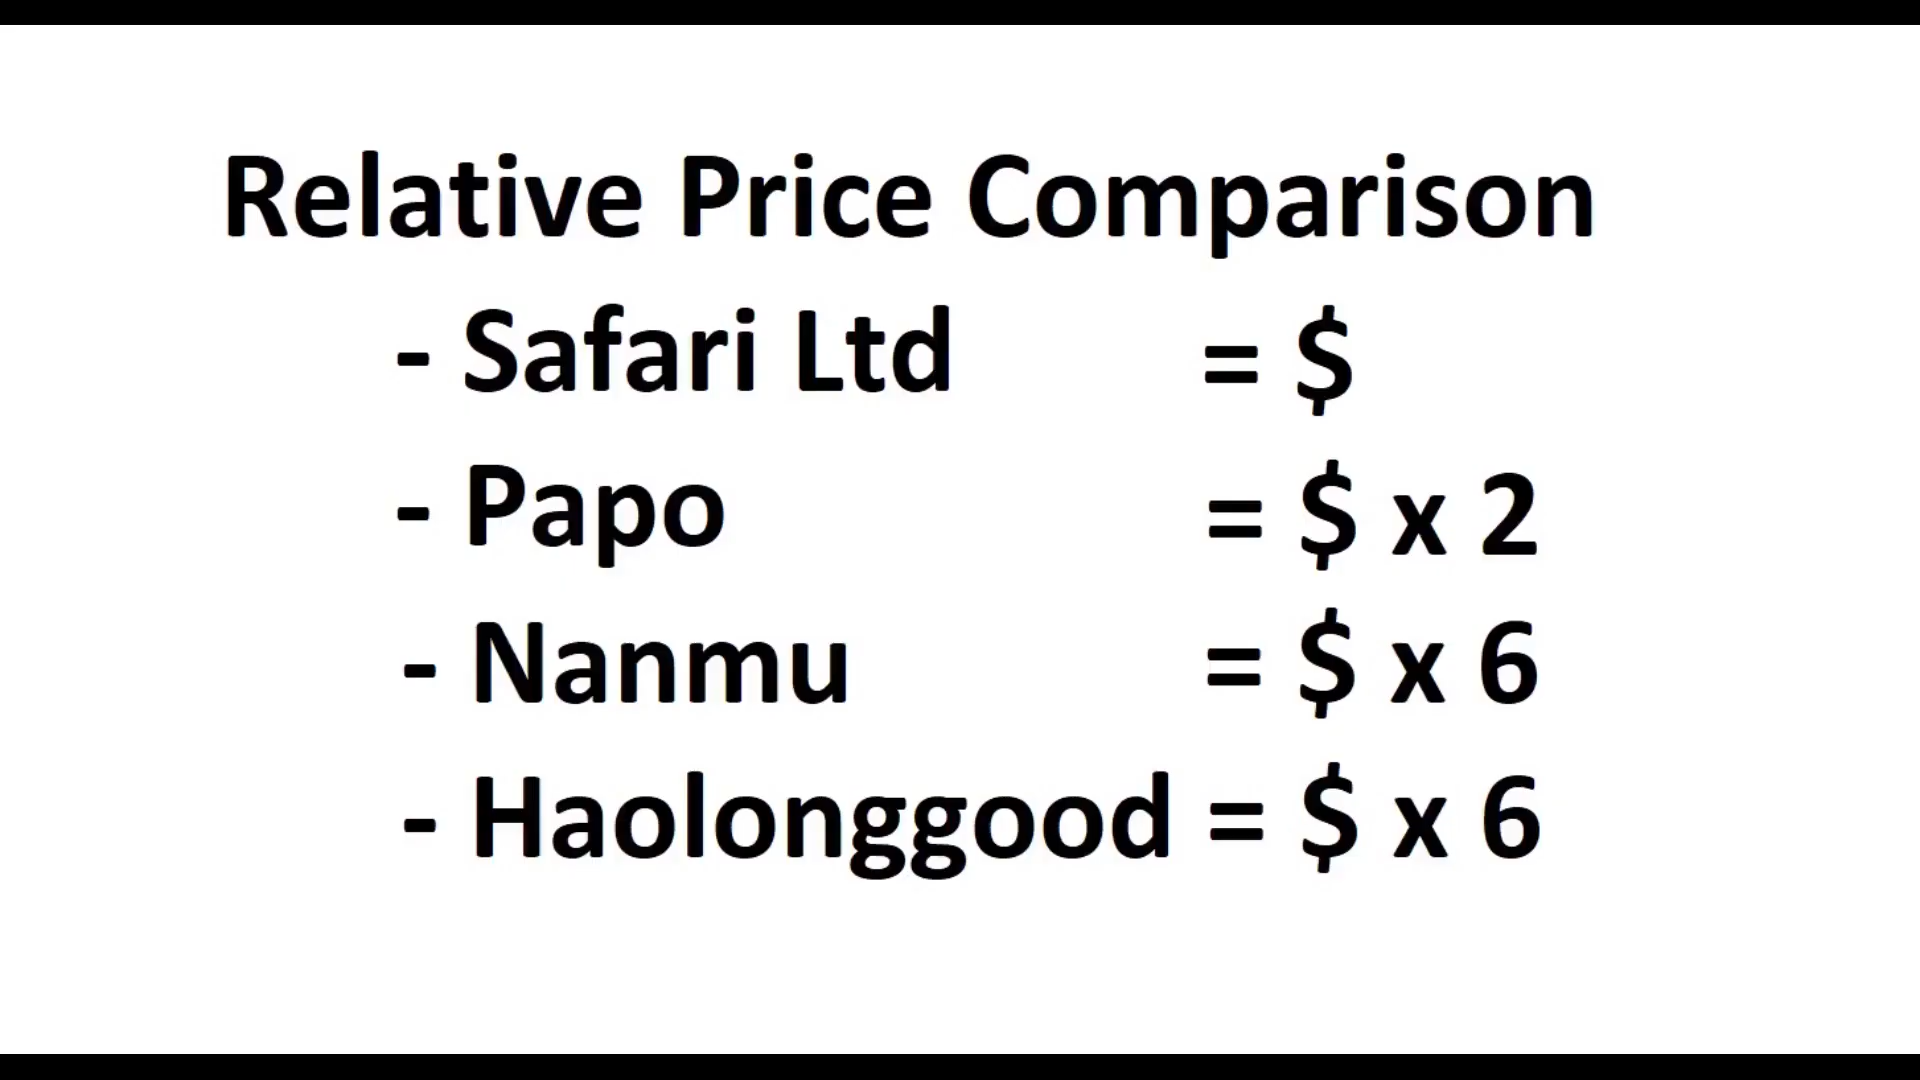 Relative Price Comparison
- Safari Ltd = $
- Papo = $ x 2
- Nanmu = $ x 6
- Haolonggood = $ x 6